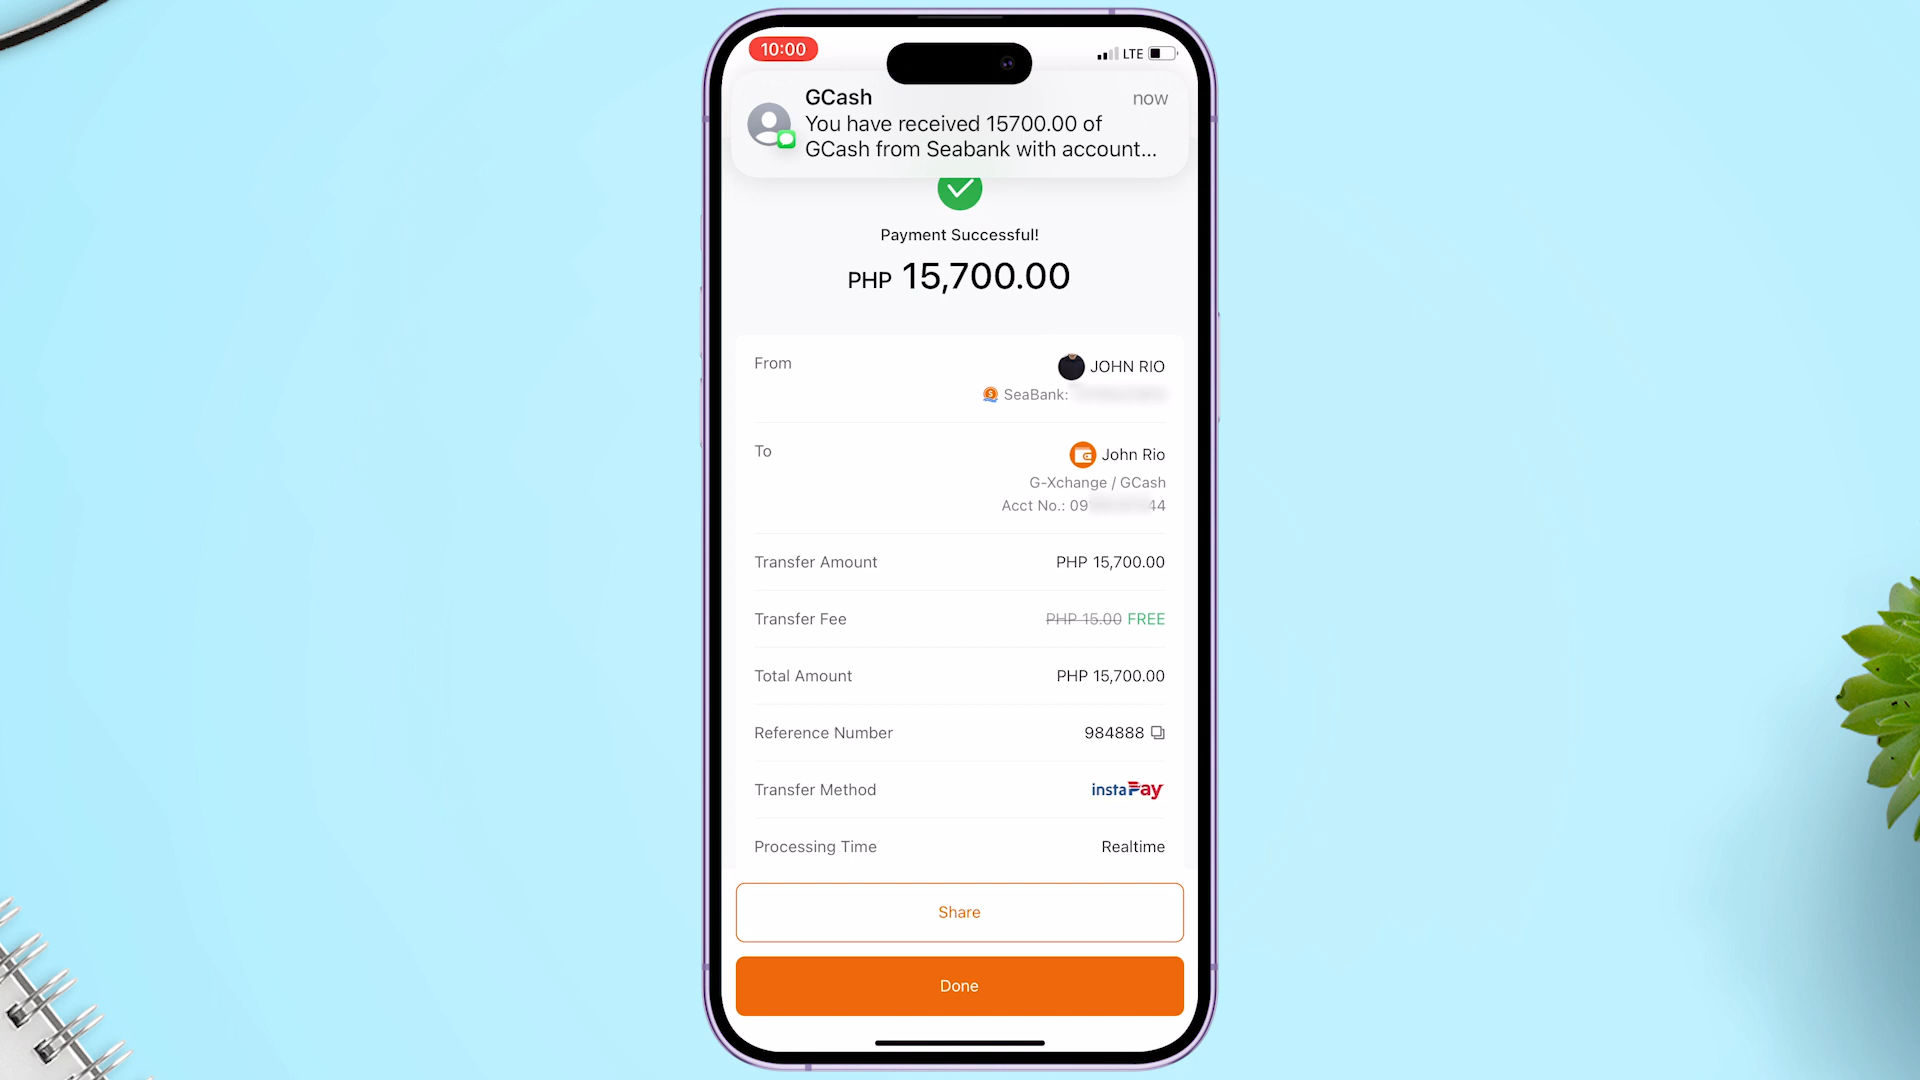 10:00
LTE
GCash
now
You have received 15700.00 of
GCash from Seabank with account...
Payment Successful!
PHP 15,700.00
From
JOHN RIO
SeaBank:
To
John Rio
G-Xchange / GCash
Acct No.: 09 44
Transfer Amount
PHP 15,700.00
Transfer Fee
PHP 15.00 FREE
Total Amount
PHP 15,700.00
Reference Number
984888
Transfer Method
instaPay
Processing Time
Realtime
Share
Done